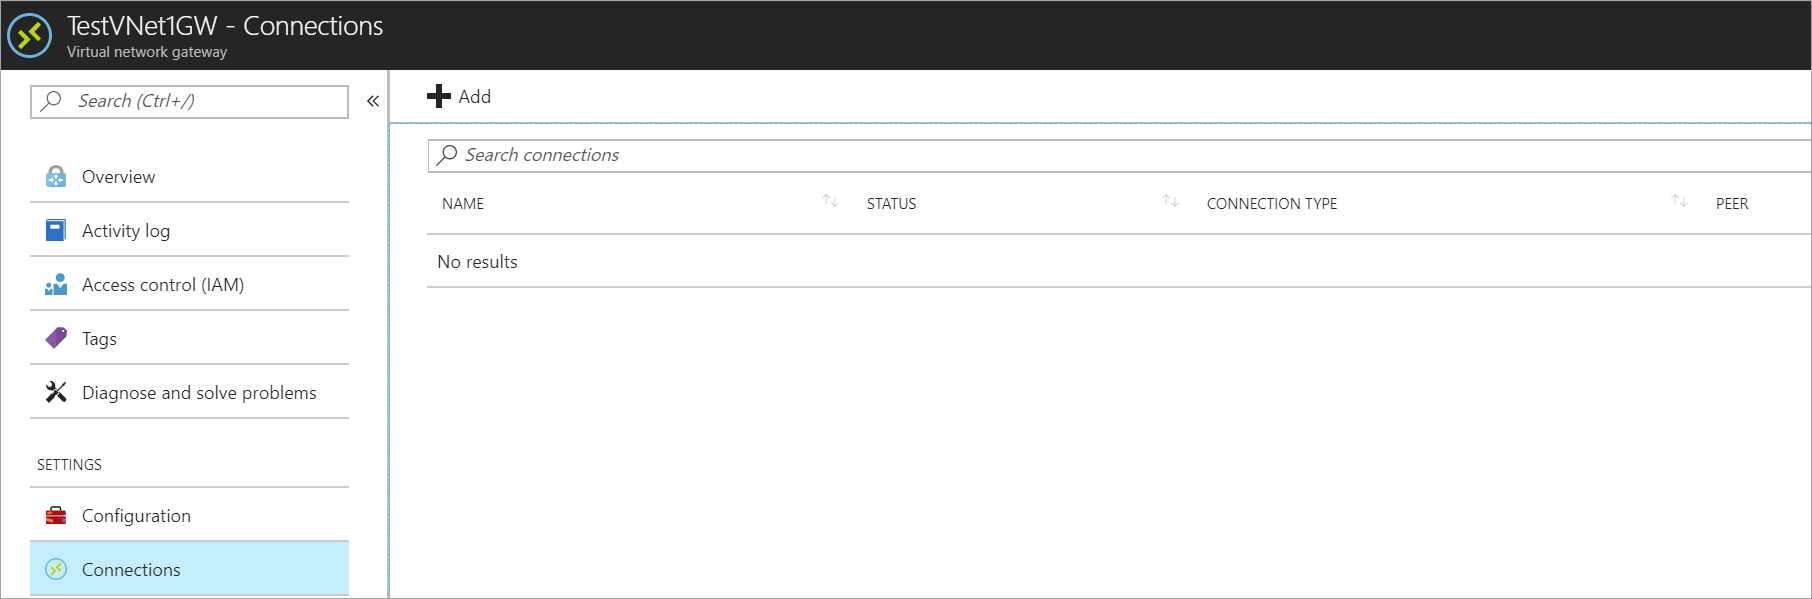 TestVNet1GW - Connections
Virtual network gateway
Search (Ctrl+/)
«
Add
Search connections
NAME
STATUS
CONNECTION TYPE
PEER
No results
Overview
Activity log
Access control (IAM)
Tags
Diagnose and solve problems
SETTINGS
Configuration
Connections